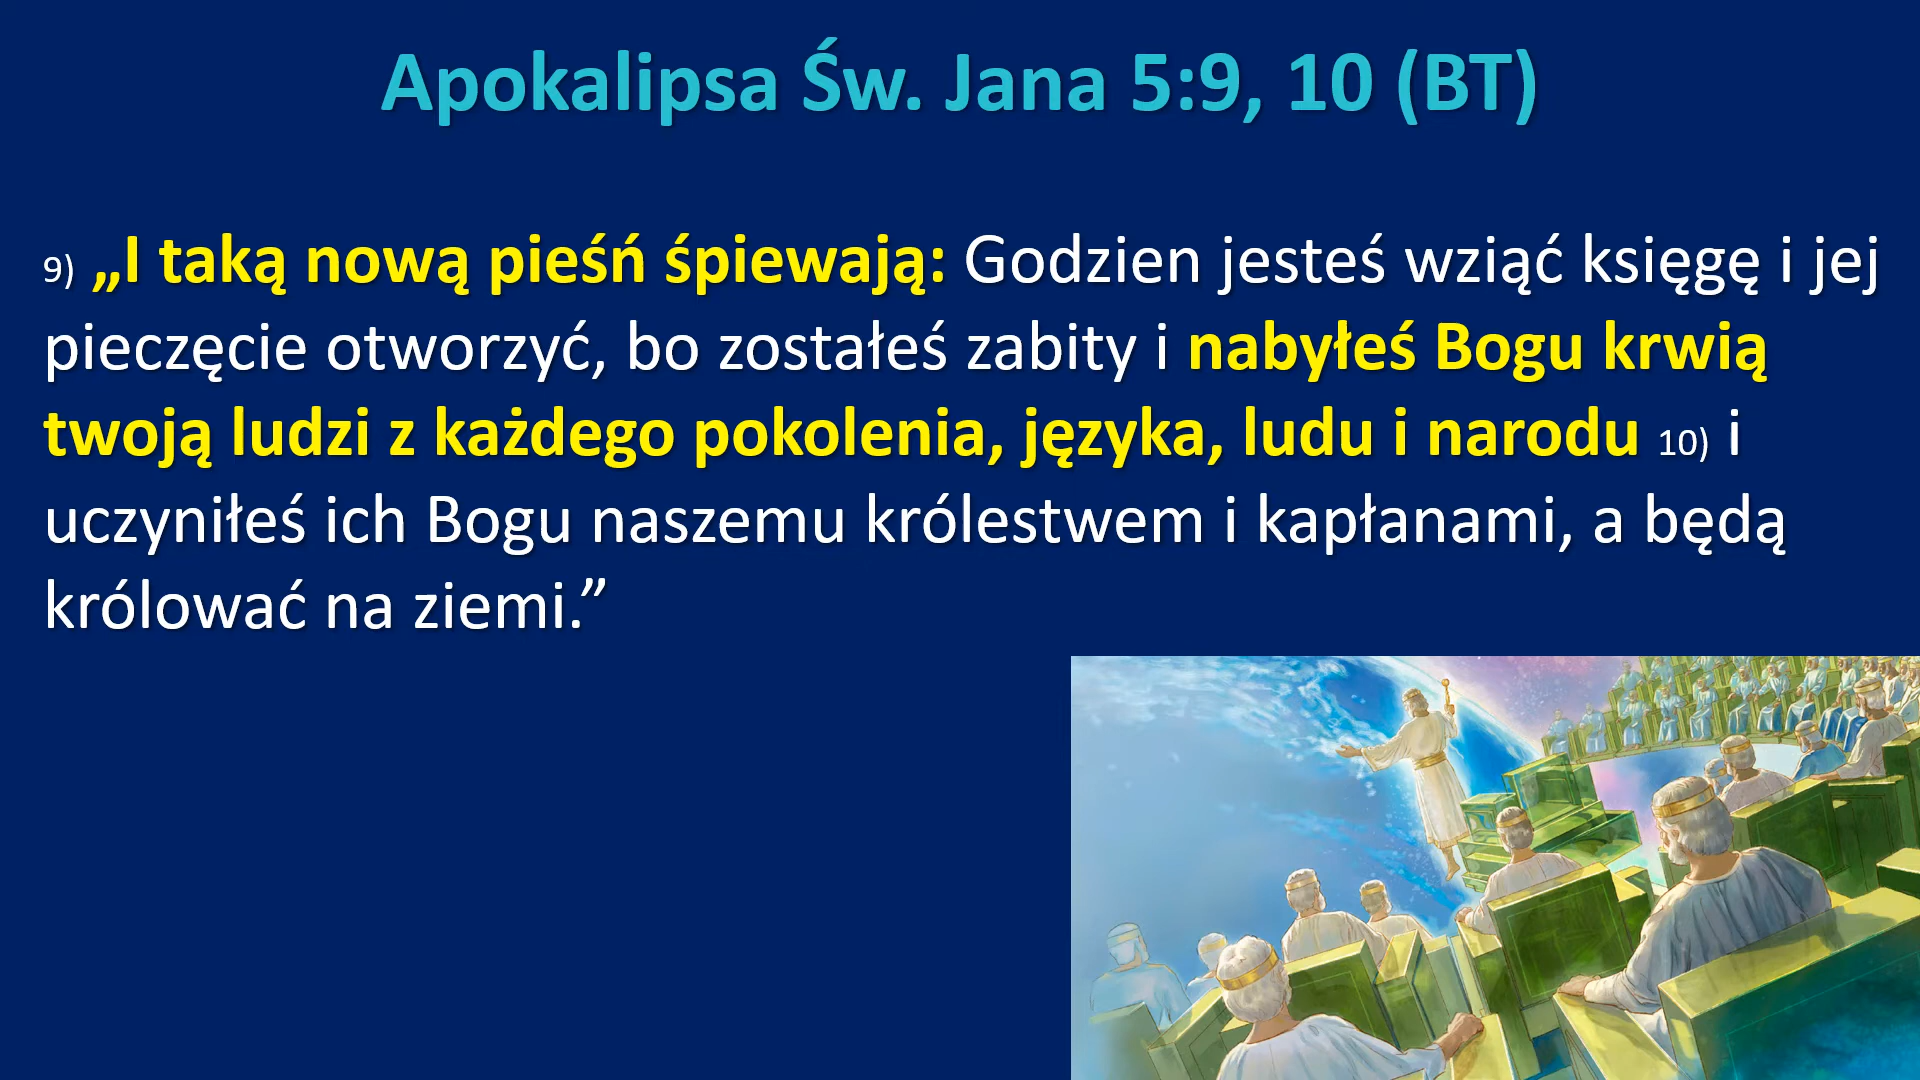 Apokalipsa Św. Jana 5:9, 10 (BT)
9) „I taką nową pieśń śpiewają: Godzien jesteś wziąć księgę i jej
pieczęcie otworzyć, bo zostałeś zabity i nabyłeś Bogu krwią
twoją ludzi z każdego pokolenia, języka, ludu i narodu 10) i
uczyniłeś ich Bogu naszemu królestwem i kapłanami, a będą
królować na ziemi.”